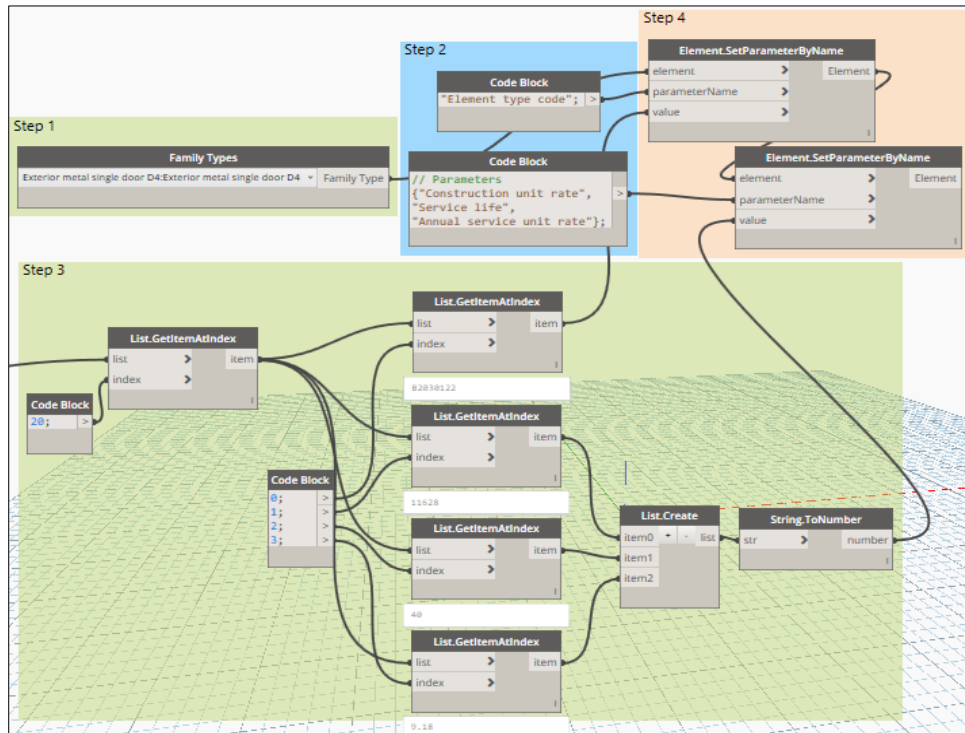 Step 1
Family Types
Exterior metal single door D4:Exterior metal single door D4
Family Type
Step 2
Code Block
"Element type code"; >
Code Block
// Parameters
{"Construction unit rate", >
"Service life",
"Annual service unit rate"};
Step 4
Element.SetParameterByName
element > Element
parameterName >
value >
Element.SetParameterByName
element > Element
parameterName >
value >
Step 3
List.GetItemAtIndex
list > item
index >
Code Block
20; >
Code Block
0; >
1; >
2; >
3; >
List.GetItemAtIndex
list > item
index >
02030122
List.GetItemAtIndex
list > item
index >
11628
List.GetItemAtIndex
list > item
index >
40
List.GetItemAtIndex
list > item
index >
9.18
List.Create
item0 + - list
item1
item2
String.ToNumber
str > number